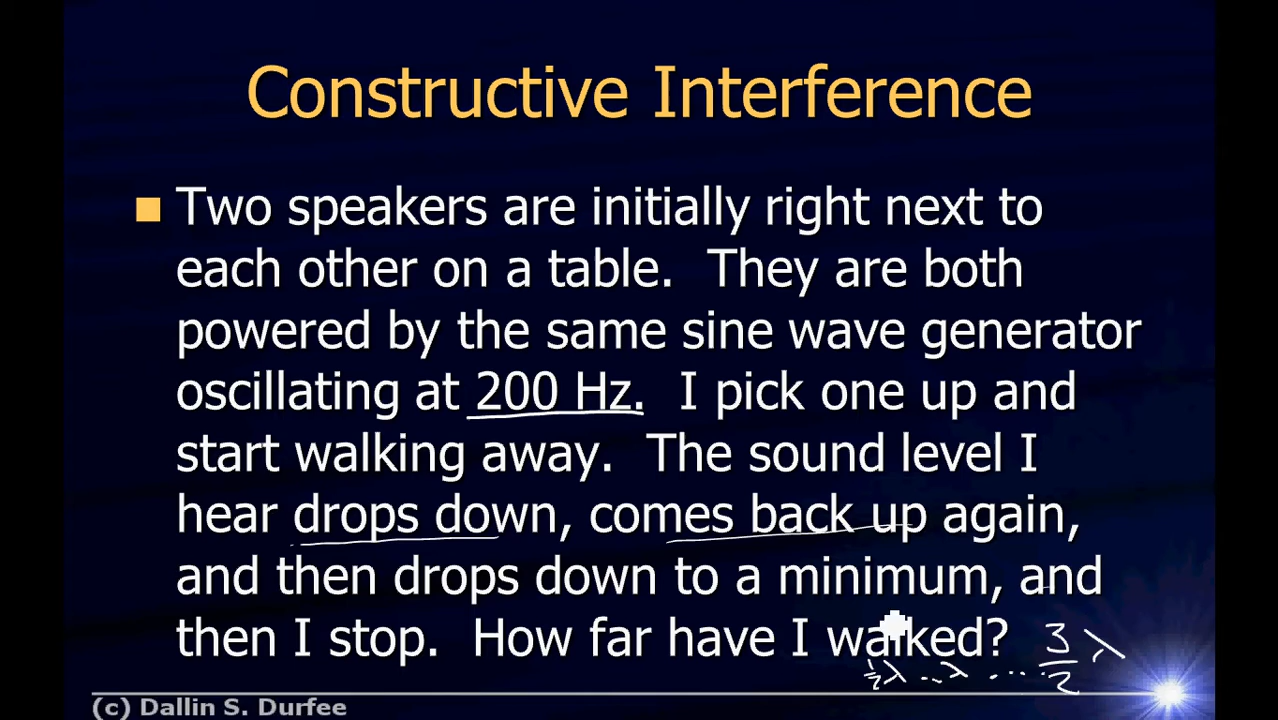 Constructive Interference
Two speakers are initially right next to
each other on a table. They are both
powered by the same sine wave generator
oscillating at 200 Hz. I pick one up and
start walking away. The sound level I
hear drops down, comes back up again,
and then drops down to a minimum, and
then I stop. How far have I walked?
½λ ..λ .... 3/2 λ
(c) Dallin S. Durfee